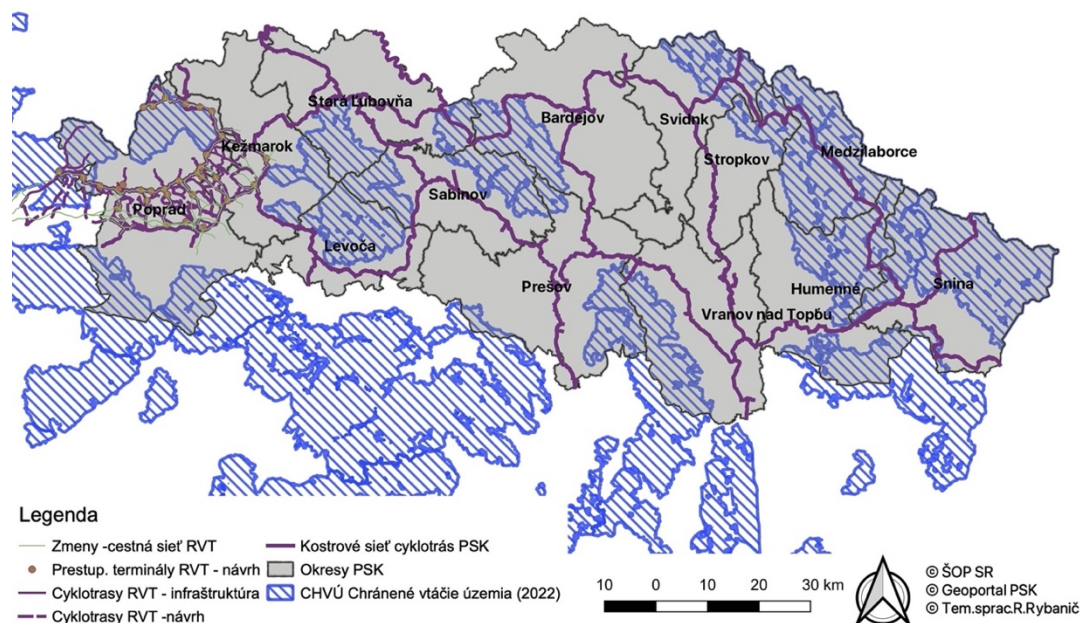 Stará Ľubovňa
Bardejov
Svidnk
Kežmarok
Medzilaborce
Stropkov
Sabinov
Poprad
Levoča
Prešov
Humenné
Snina
Vranov nad Topľou
Legenda
Zmeny -cestná sieť RVT
Prestup. terminály RVT - návrh
Cyklotrasy RVT - infraštruktúra
Cyklotrasy RVT -návrh
Kostrové sieť cyklotrás PSK
Okresy PSK
CHVÚ Chránené vtáčie územia (2022)
10 0 10 20 30 km
© ŠOP SR
© Geoportal PSK
© Tem.sprac.R.Rybanič